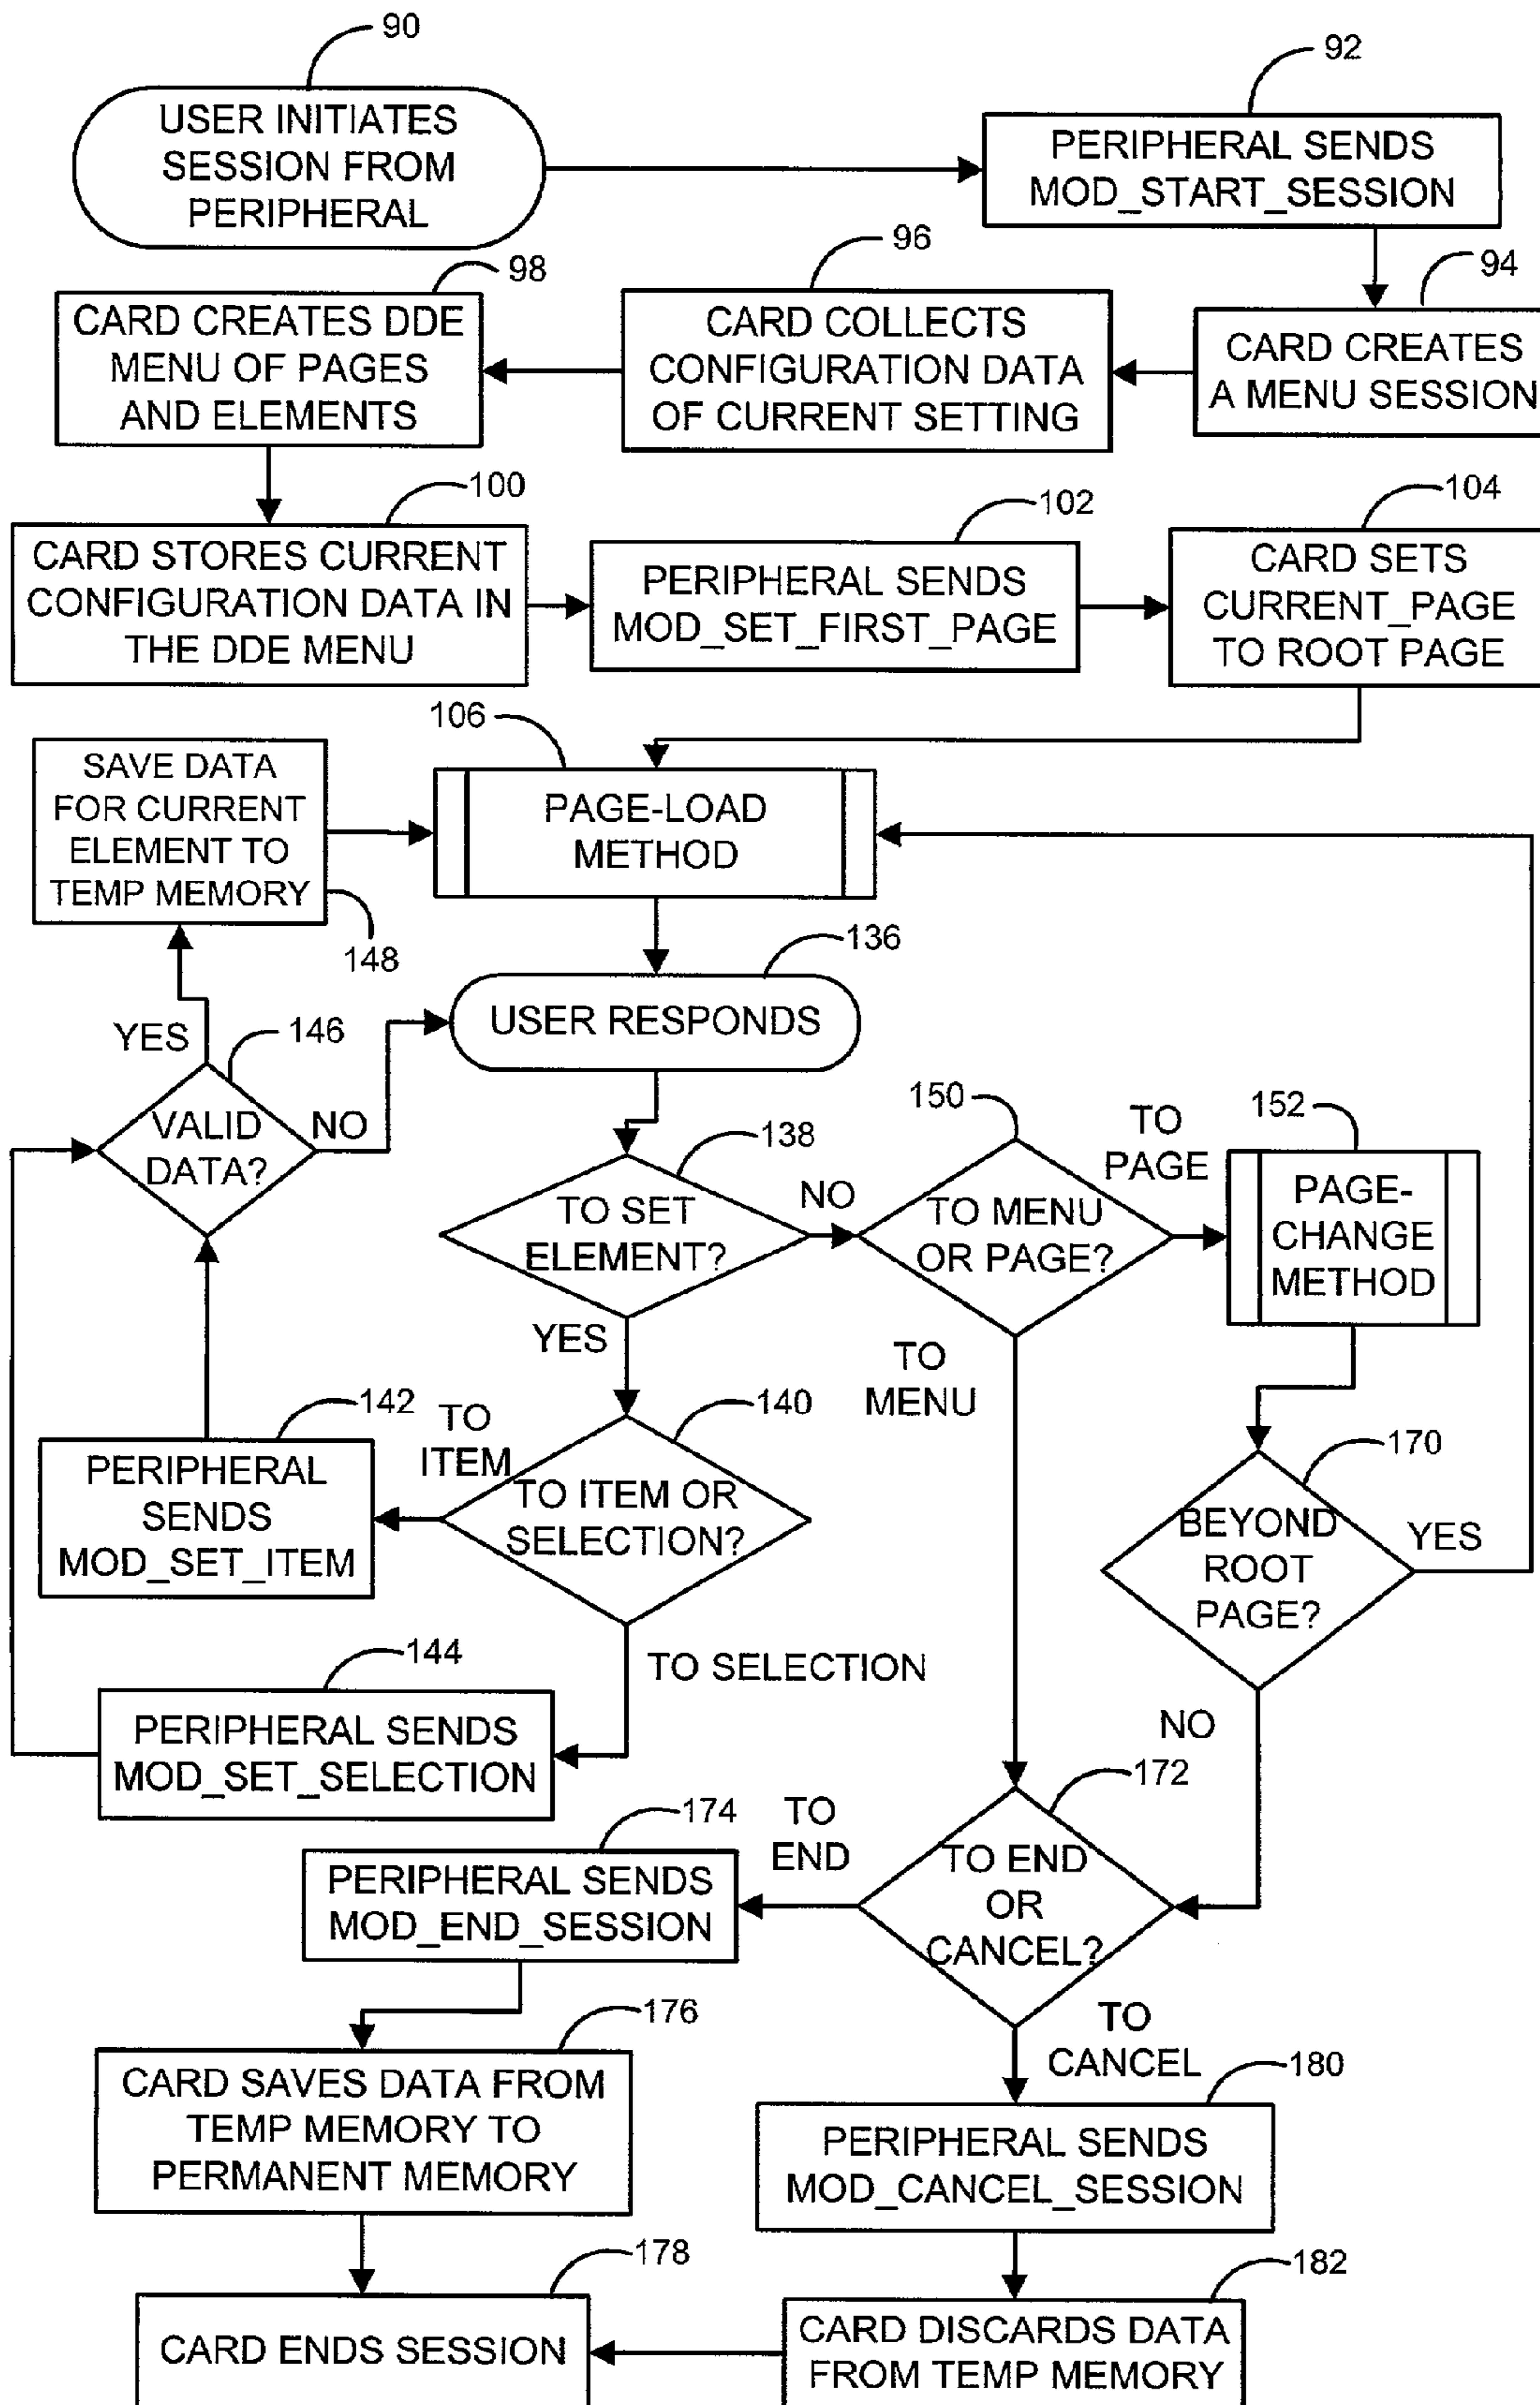 90
USER INITIATES
SESSION FROM
PERIPHERAL
92
PERIPHERAL SENDS
MOD_START_SESSION
94
CARD CREATES
A MENU SESSION
96
CARD COLLECTS
CONFIGURATION DATA
OF CURRENT SETTING
98
CARD CREATES DDE
MENU OF PAGES
AND ELEMENTS
100
CARD STORES CURRENT
CONFIGURATION DATA IN
THE DDE MENU
102
PERIPHERAL SENDS
MOD_SET_FIRST_PAGE
104
CARD SETS
CURRENT_PAGE
TO ROOT PAGE
106
PAGE-LOAD
METHOD
SAVE DATA
FOR CURRENT
ELEMENT TO
TEMP MEMORY
148
136
USER RESPONDS
YES
146
VALID
DATA?
NO
138
TO SET
ELEMENT?
NO
YES
150
TO MENU
OR PAGE?
TO
PAGE
TO
MENU
152
PAGE-
CHANGE
METHOD
140
TO ITEM OR
SELECTION?
TO
ITEM
142
PERIPHERAL
SENDS
MOD_SET_ITEM
TO SELECTION
144
PERIPHERAL SENDS
MOD_SET_SELECTION
170
BEYOND
ROOT
PAGE?
YES
NO
172
TO END
OR
CANCEL?
TO
END
174
PERIPHERAL SENDS
MOD_END_SESSION
176
CARD SAVES DATA FROM
TEMP MEMORY TO
PERMANENT MEMORY
TO
CANCEL
180
PERIPHERAL SENDS
MOD_CANCEL_SESSION
178
CARD ENDS SESSION
182
CARD DISCARDS DATA
FROM TEMP MEMORY